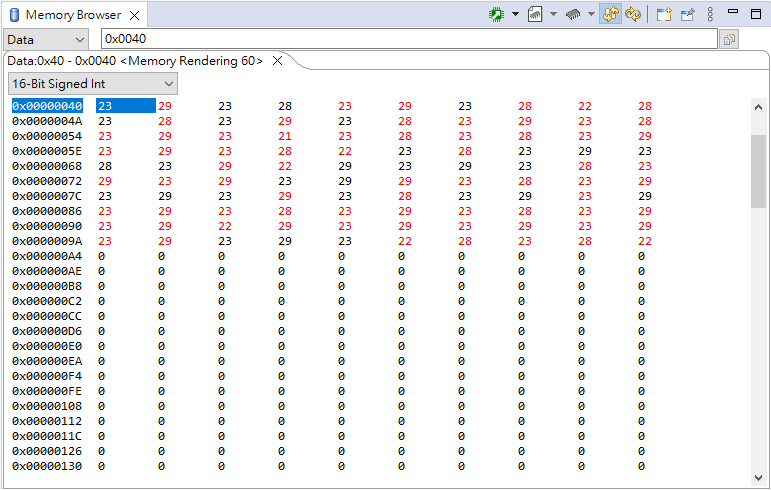 Memory Browser
Data 0x0040
Data:0x40 - 0x0040 <Memory Rendering 60>
16-Bit Signed Int
0x00000040 23 29 23 28 23 29 23 28 22 28
0x0000004A 23 28 23 29 23 28 23 29 23 28
0x00000054 23 29 23 21 23 28 23 28 23 29
0x0000005E 23 29 23 28 22 23 28 23 29 23
0x00000068 28 23 29 22 29 23 29 23 28 23
0x00000072 29 23 29 23 29 29 23 28 23 29
0x0000007C 23 29 23 29 23 28 23 29 23 29
0x00000086 23 29 23 28 23 29 23 28 23 29
0x00000090 23 29 22 29 23 29 23 29 23 29
0x0000009A 23 29 23 29 23 22 28 23 28 22
0x000000A4 0 0 0 0 0 0 0 0 0 0
0x000000AE 0 0 0 0 0 0 0 0 0 0
0x000000B8 0 0 0 0 0 0 0 0 0 0
0x000000C2 0 0 0 0 0 0 0 0 0 0
0x000000CC 0 0 0 0 0 0 0 0 0 0
0x000000D6 0 0 0 0 0 0 0 0 0 0
0x000000E0 0 0 0 0 0 0 0 0 0 0
0x000000EA 0 0 0 0 0 0 0 0 0 0
0x000000F4 0 0 0 0 0 0 0 0 0 0
0x000000FE 0 0 0 0 0 0 0 0 0 0
0x00000108 0 0 0 0 0 0 0 0 0 0
0x00000112 0 0 0 0 0 0 0 0 0 0
0x0000011C 0 0 0 0 0 0 0 0 0 0
0x00000126 0 0 0 0 0 0 0 0 0 0
0x00000130 0 0 0 0 0 0 0 0 0 0